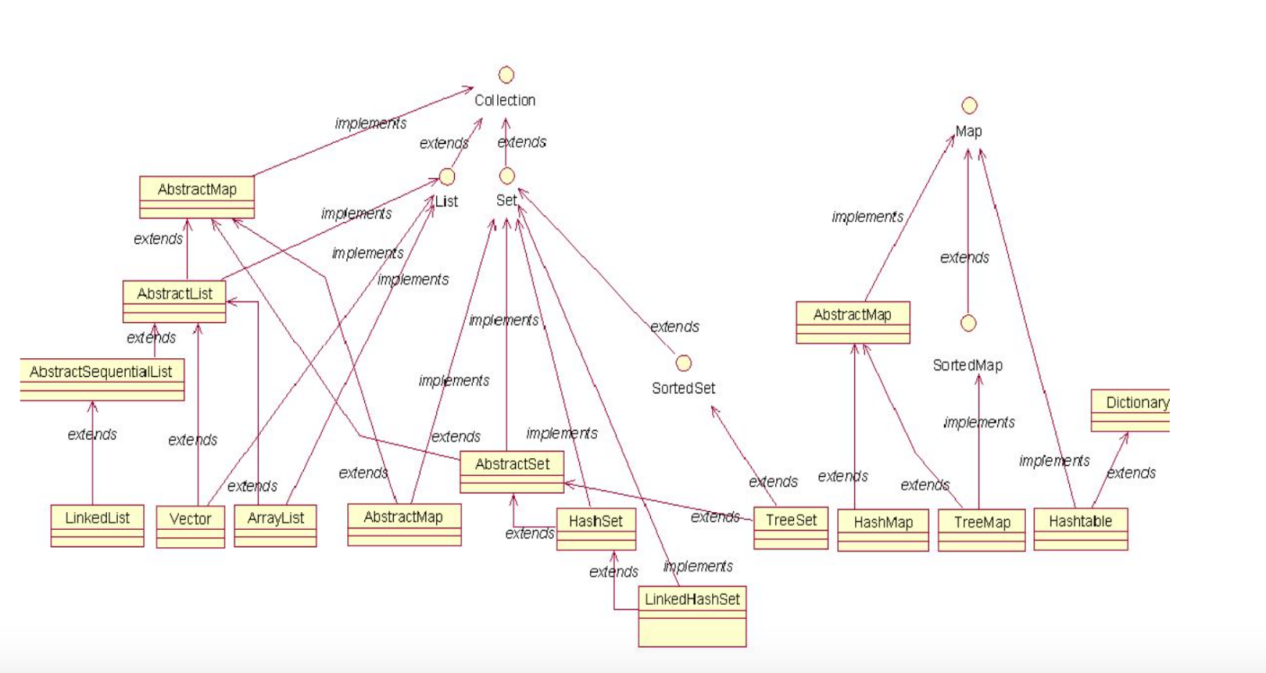 Collection
implements
Map
extends
extends
AbstractMap
List
Set
implements
implements
extends
implements
extends
implements
AbstractList
AbstractMap
implements
extends
extends
SortedMap
AbstractSequentialList
implements
SortedSet
Dictionary
implements
extends
extends
extends
implements
AbstractSet
implements
extends
extends
extends
extends
extends
extends
LinkedList
Vector
ArrayList
AbstractMap
HashSet
extends
TreeSet
HashMap
TreeMap
Hashtable
extends
extends
implements
LinkedHashSet